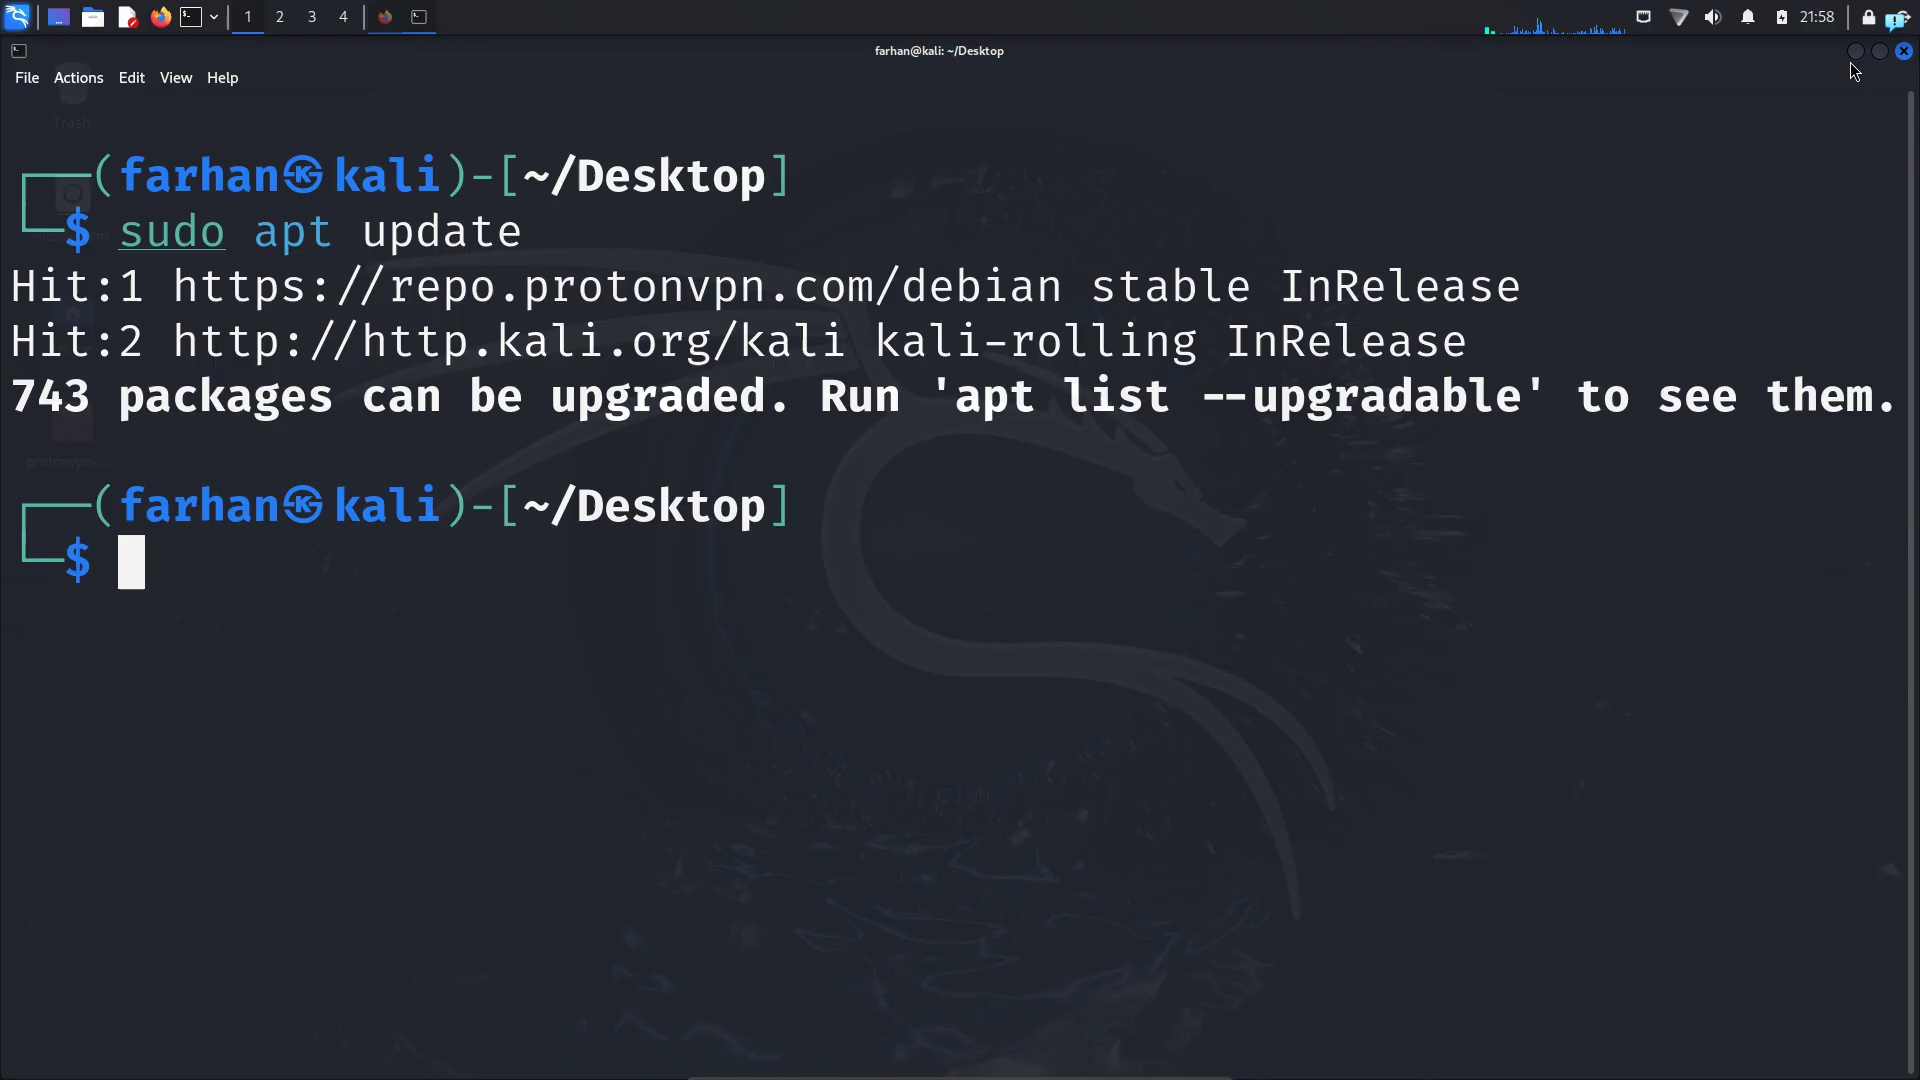 1 2 3 4 21:58
farhan@kali: ~/Desktop
File Actions Edit View Help
Trash
┌──(farhan㉿kali)-[~/Desktop]
└─$ sudo apt update
Hit:1 https://repo.protonvpn.com/debian stable InRelease
Hit:2 http://http.kali.org/kali kali-rolling InRelease
743 packages can be upgraded. Run 'apt list --upgradable' to see them.
protonvpn-...
┌──(farhan㉿kali)-[~/Desktop]
└─$